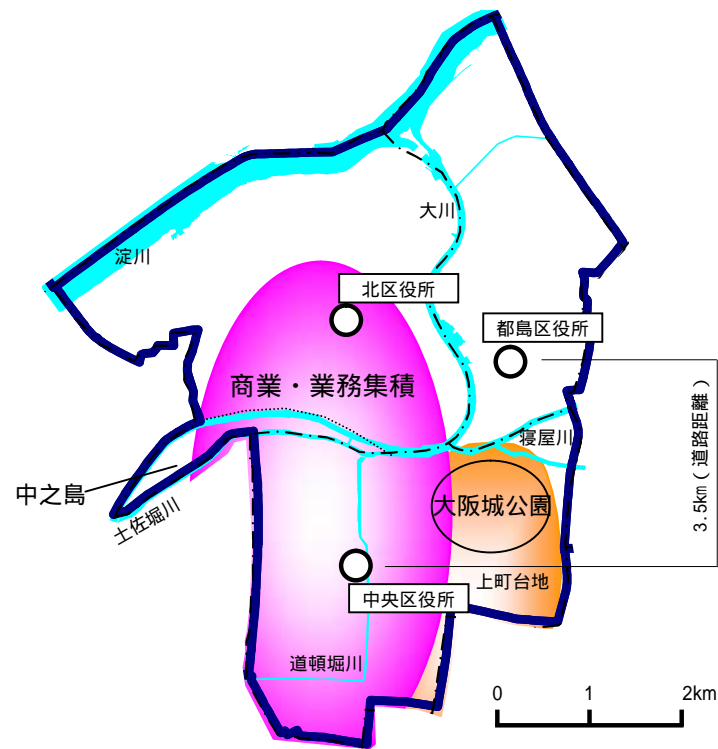 大川
淀川
北区役所
都島区役所
商業・業務集積
寝屋川
中之島
大阪城公園
土佐堀川
3.5㎞(道路距離)
上町台地
中央区役所
道頓堀川
0 1 2km